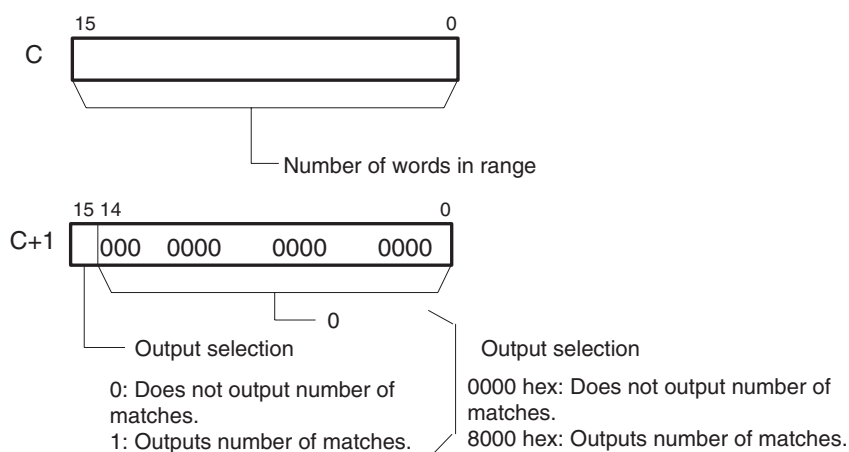 15 0
C
Number of words in range
15 14 0
C+1
000 0000 0000 0000
0
Output selection
0: Does not output number of
matches.
1: Outputs number of matches.
Output selection
0000 hex: Does not output number of
matches.
8000 hex: Outputs number of matches.